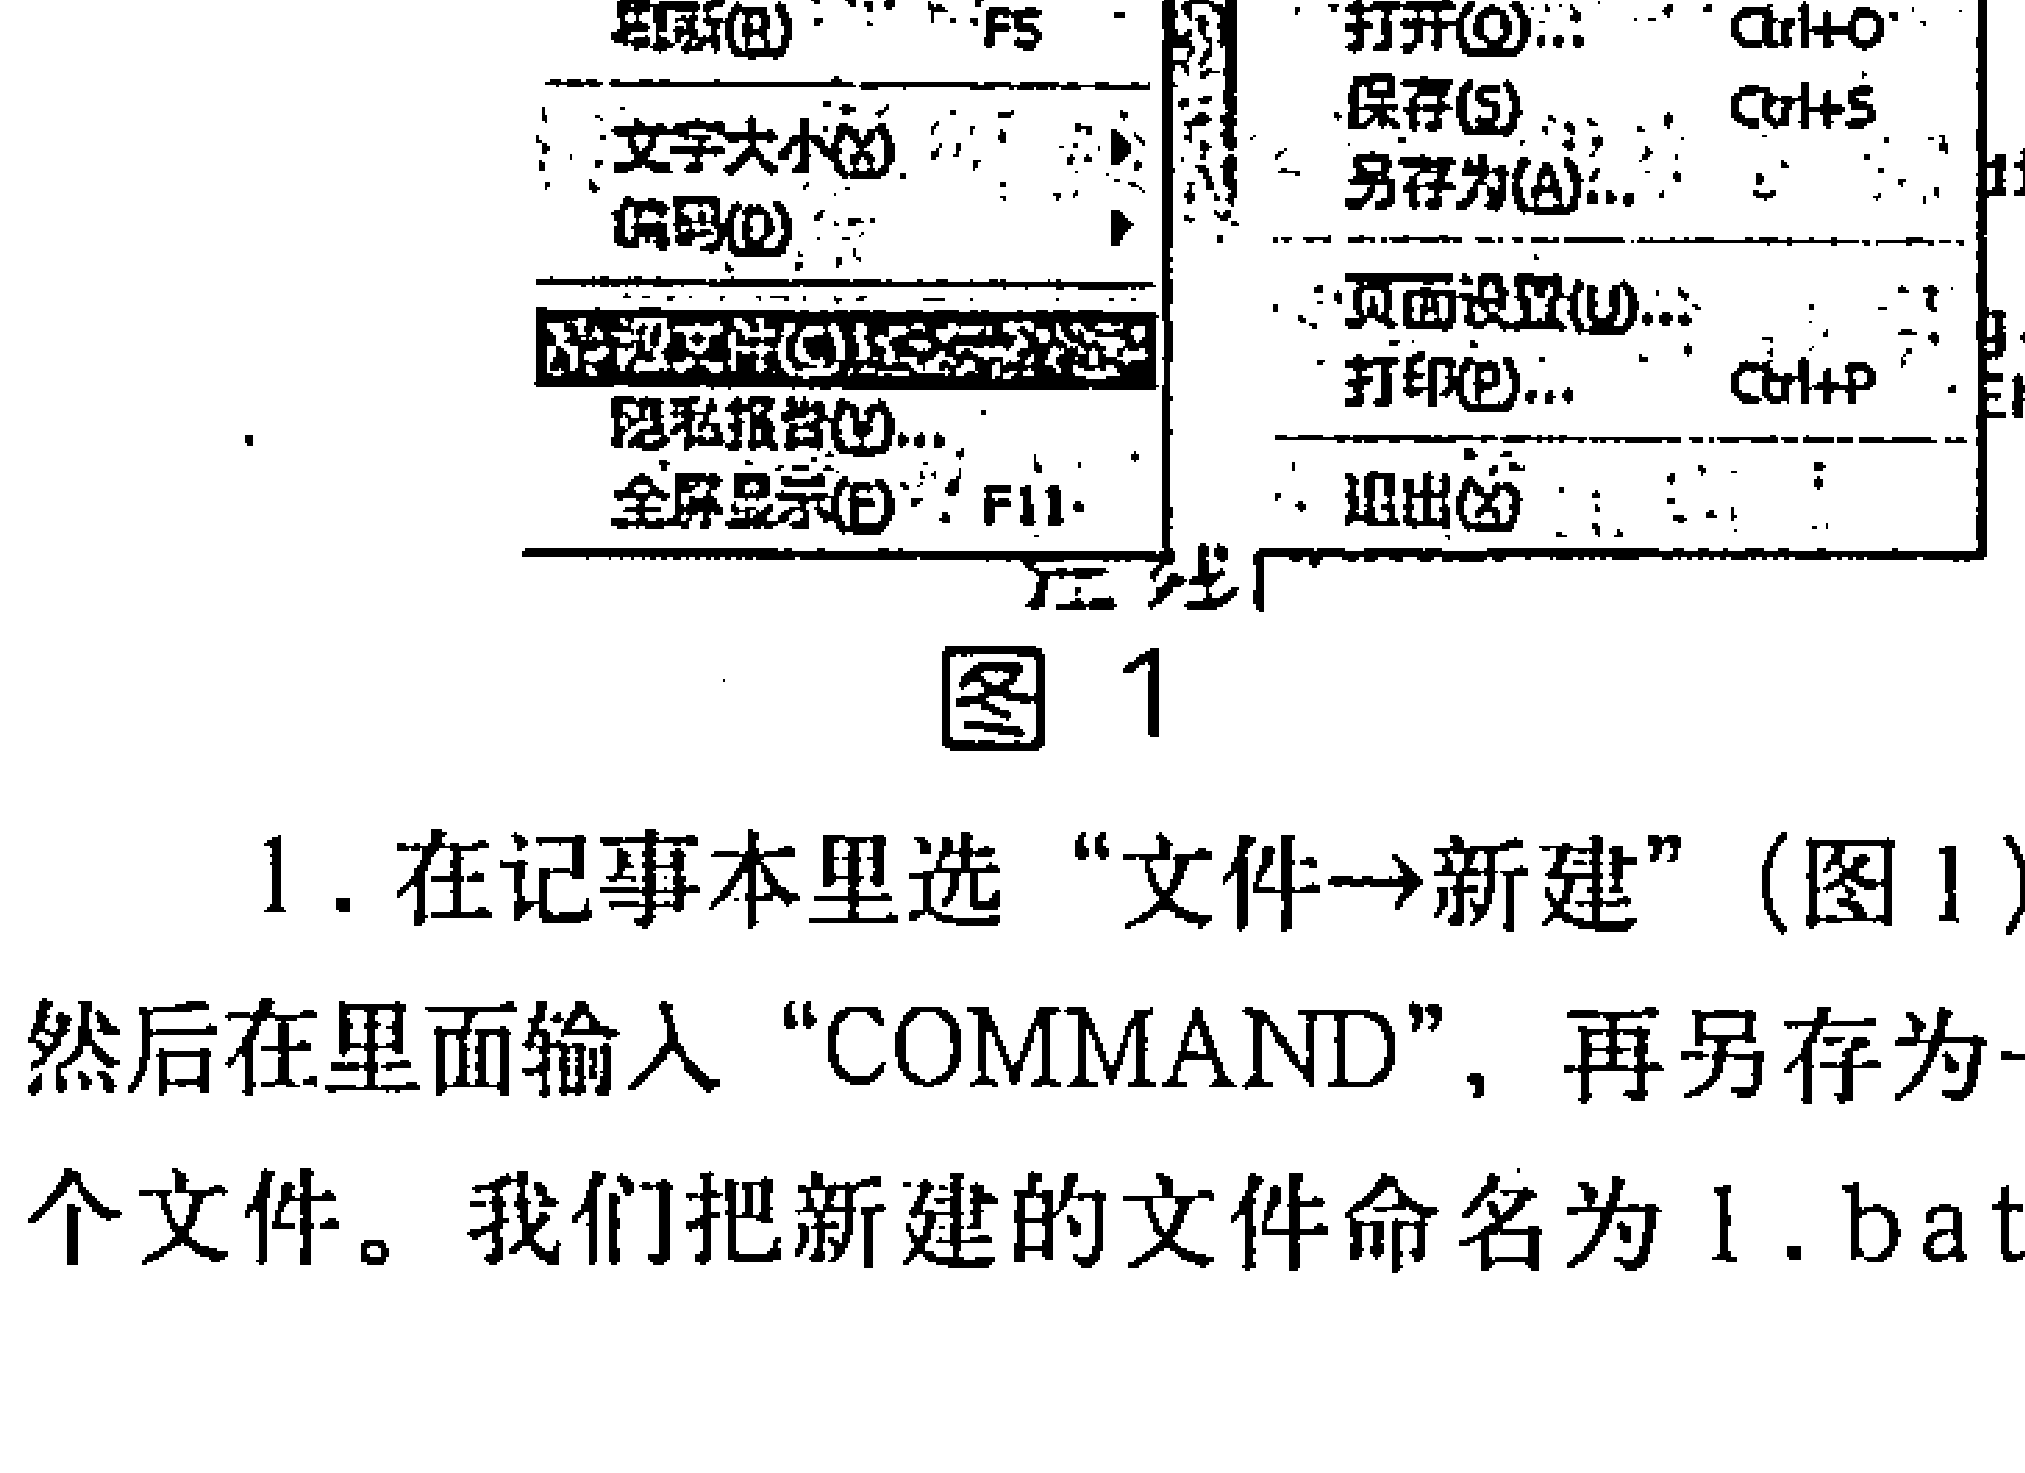 刷新(R) F5
文字大小(X)
编码(D)
源文件(C)
隐私报告(V)...
全屏显示(F) F11
打开(O)... Ctrl+O
保存(S) Ctrl+S
另存为(A)...
页面设置(U)...
打印(P)... Ctrl+P
退出(X)
图 1
1.在记事本里选“文件→新建”(图1)
然后在里面输入“COMMAND”，再另存为一
个文件。我们把新建的文件命名为1.bat